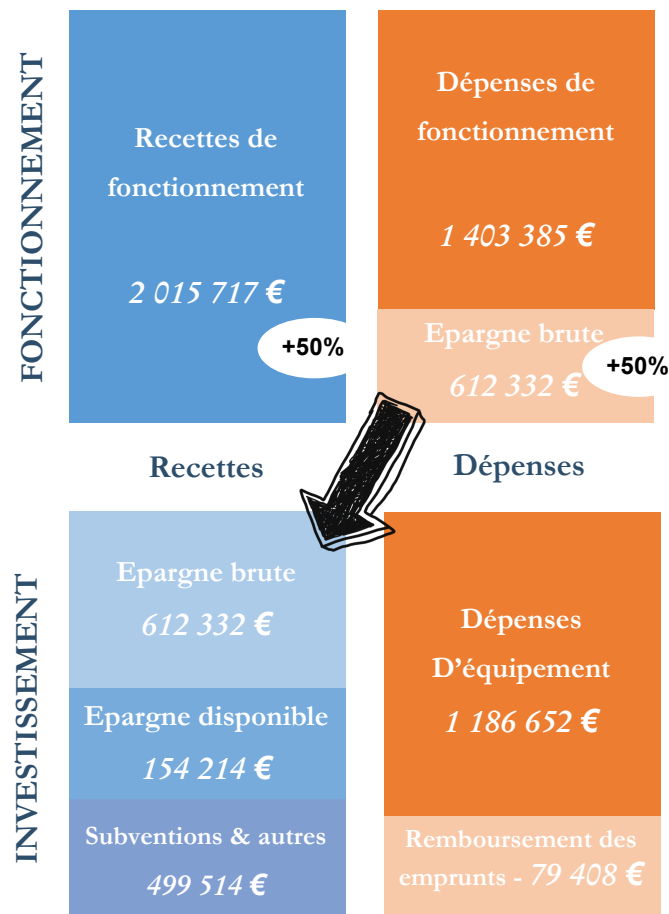 FONCTIONNEMENT
Recettes de
fonctionnement
2 015 717 €
+50%
Dépenses de
fonctionnement
1 403 385 €
Epargne brute
612 332 €
+50%
Recettes
Dépenses
INVESTISSEMENT
Epargne brute
612 332 €
Epargne disponible
154 214 €
Subventions & autres
499 514 €
Dépenses
D’équipement
1 186 652 €
Remboursement des
emprunts - 79 408 €